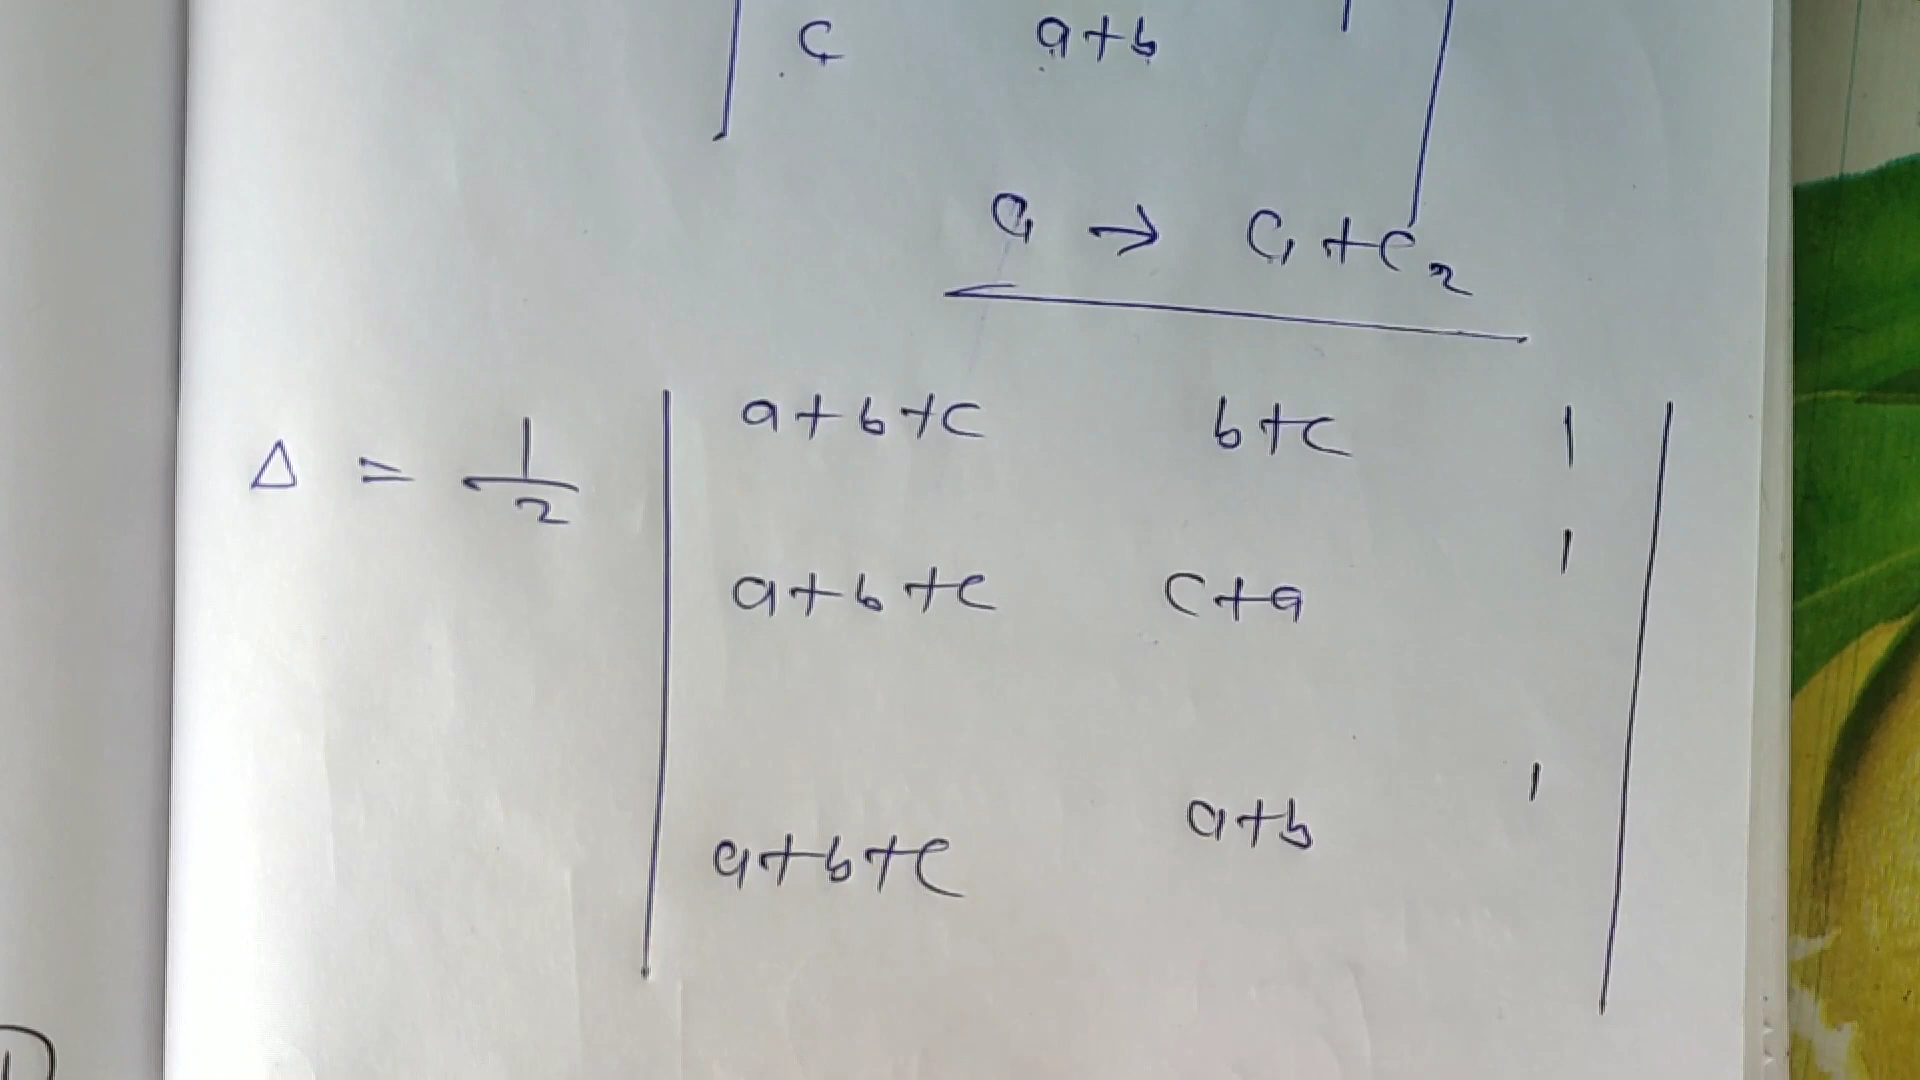 c a+b 1
C₁ → C₁+C₂
Δ = 1/2 | a+b+c b+c 1 |
a+b+c c+a 1
a+b+c a+b 1